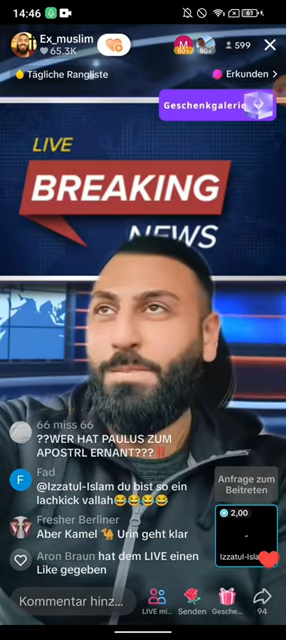 14:46
61
Ex_muslim
65.3K
599
Tägliche Rangliste
Erkunden >
Geschenkgalerie
LIVE
BREAKING
NEWS
66 miss 66
??WER HAT PAULUS ZUM
APOSTRL ERNANT???‼️
Fad
@Izzatul-Islam du bist so ein
lachkick vallah😂😂😂😂
Fresher Berliner
Aber Kamel 🐪 Urin geht klar
Aron Braun hat dem LIVE einen
Like gegeben
Anfrage zum
Beitreten
2,00
Izzatul-Isla
Kommentar hinz...
LIVE mi...
Senden
Gesche...
94